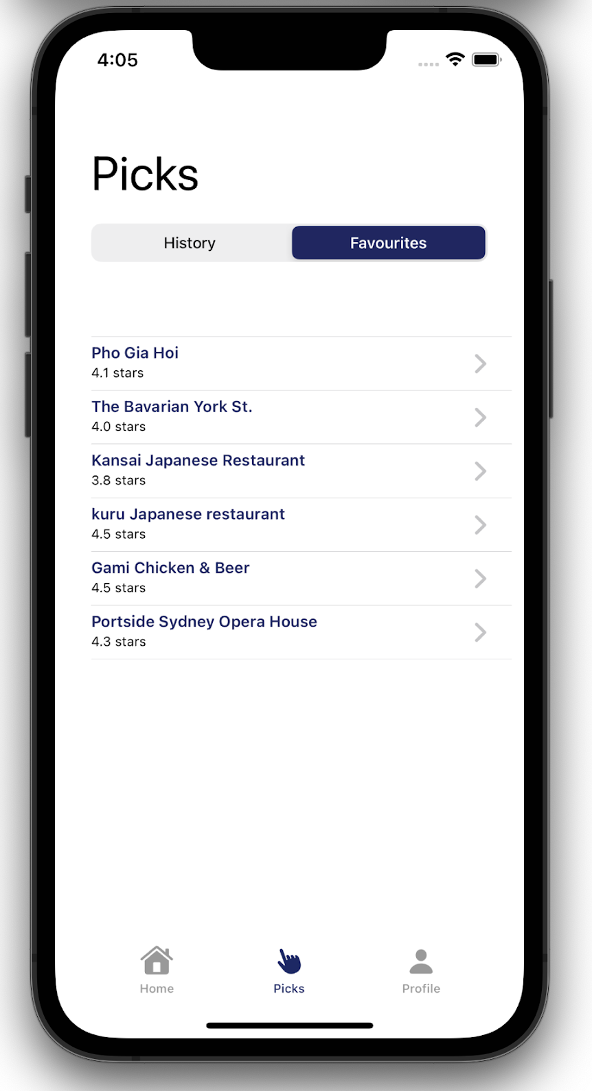 4:05
Picks
History
Favourites
Pho Gia Hoi
4.1 stars
The Bavarian York St.
4.0 stars
Kansai Japanese Restaurant
3.8 stars
kuru Japanese restaurant
4.5 stars
Gami Chicken & Beer
4.5 stars
Portside Sydney Opera House
4.3 stars
Home
Picks
Profile